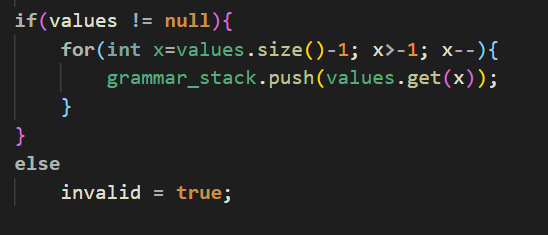 if(values != null){
    for(int x=values.size()-1; x>-1; x--){
        grammar_stack.push(values.get(x));
    }
}
else
    invalid = true;